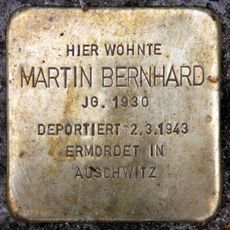 HIER WOHNTE
MARTIN BERNHARD
JG. 1930
DEPORTIERT 2.3.1943
ERMORDET IN
AUSCHWITZ